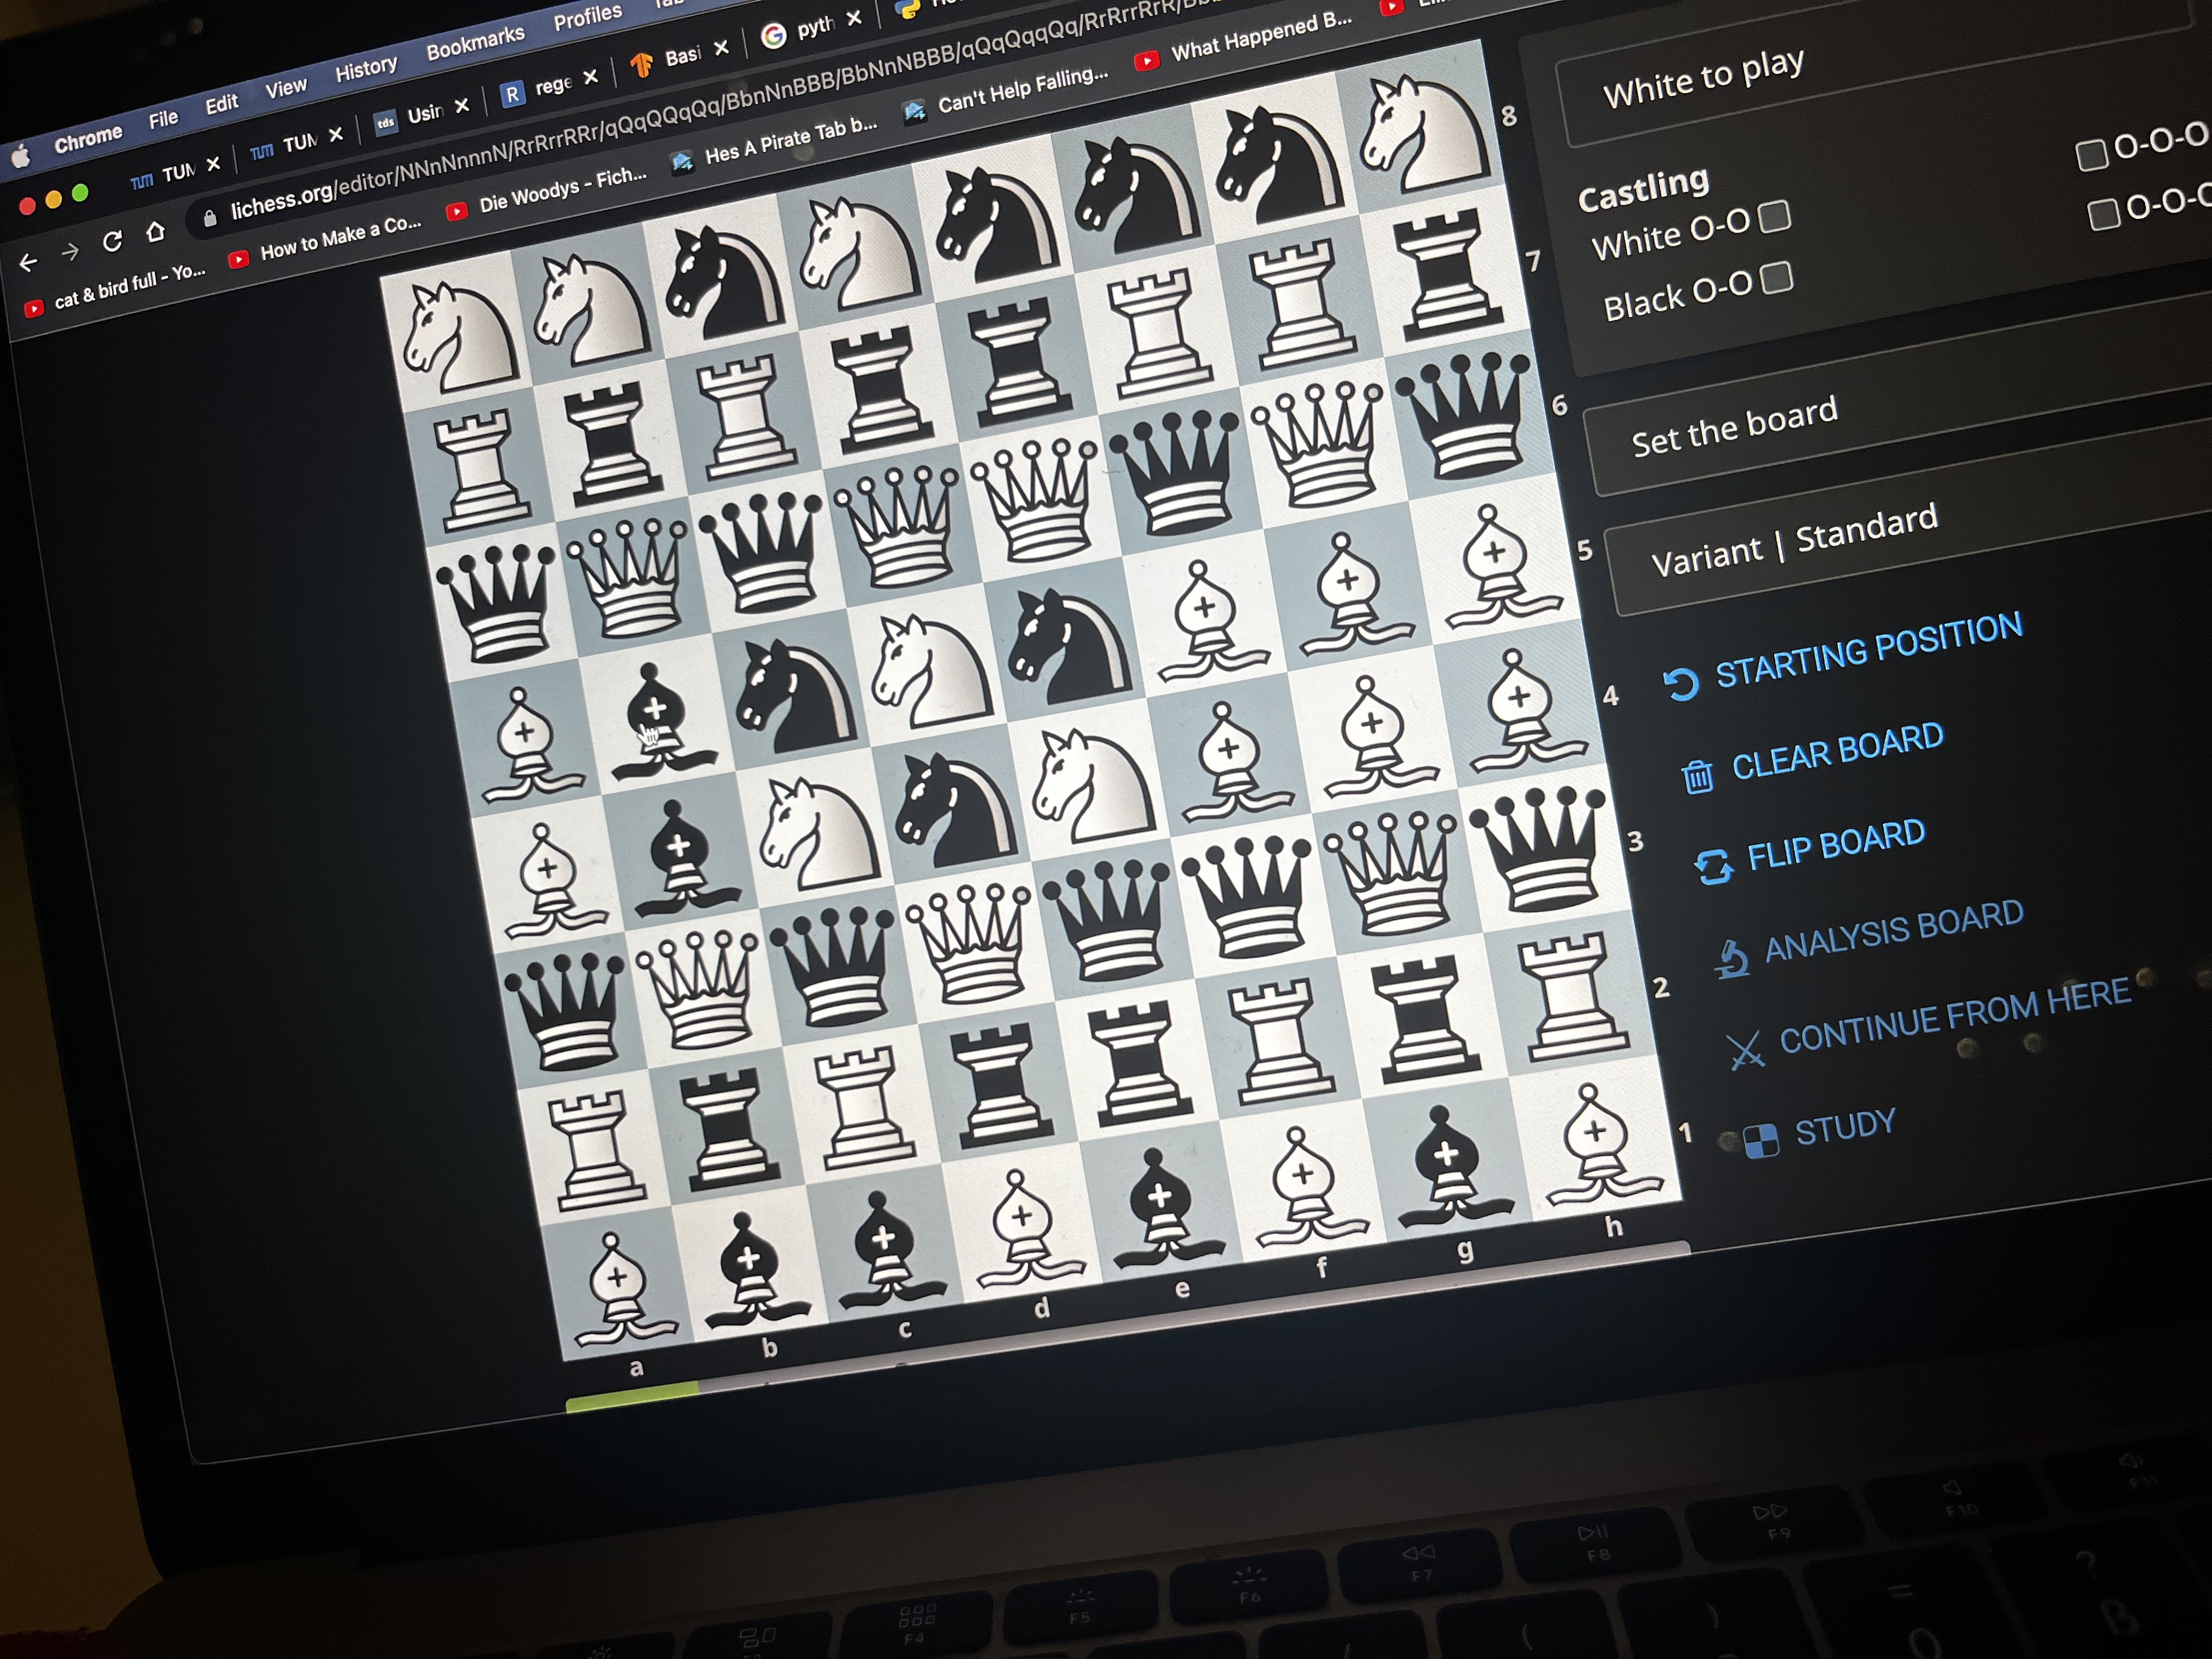 Chrome File Edit View History Bookmarks Profiles
TUM TUM Usin rege Basi pyth
lichess.org/editor/NNnNnnnN/RrRrrRRr/qQqQQqQq/BbnNnBBB/BbNnNBBB/qQqQqqQq/RrRrrRrR/
cat & bird full - Yo... How to Make a Co... Die Woodys - Fich... Hes A Pirate Tab b... Can't Help Falling... What Happened B...
White to play
Castling
White O-O O-O-O
Black O-O O-O-O
Set the board
Variant | Standard
STARTING POSITION
CLEAR BOARD
FLIP BOARD
ANALYSIS BOARD
CONTINUE FROM HERE
STUDY
8
7
6
5
4
3
2
1
a b c d e f g h
F4 F5 F6 F7 F8 F9 F10 F11